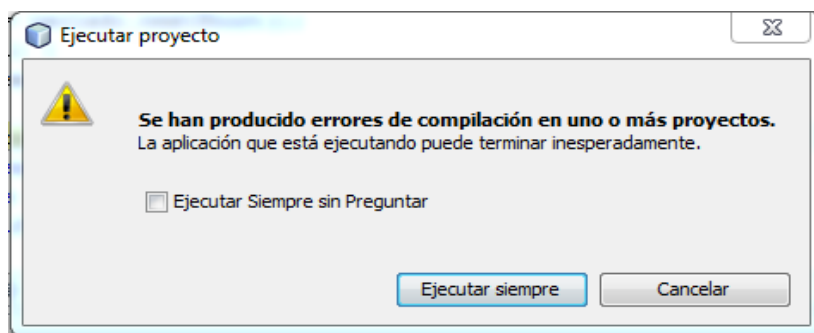 Ejecutar proyecto
Se han producido errores de compilación en uno o más proyectos.
La aplicación que está ejecutando puede terminar inesperadamente.
Ejecutar Siempre sin Preguntar
Ejecutar siempre
Cancelar